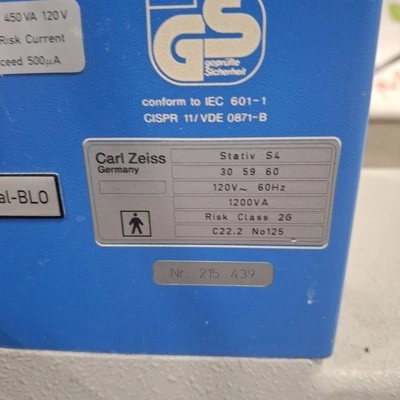 450 VA 120 V
Risk Current
ceed 500µA
GS
geprüfte
Sicherheit
conform to IEC 601-1
CISPR 11/VDE 0871-B
Carl Zeiss
Germany
Stativ S4
30 59 60
120V~ 60Hz
1200VA
Risk Class 2G
C22.2 No125
al-BLO
Nr. 215 439